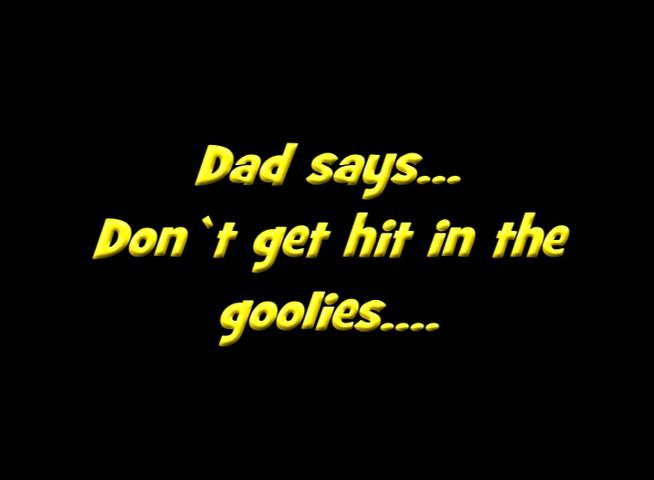 Dad says...
Don`t get hit in the
goolies....